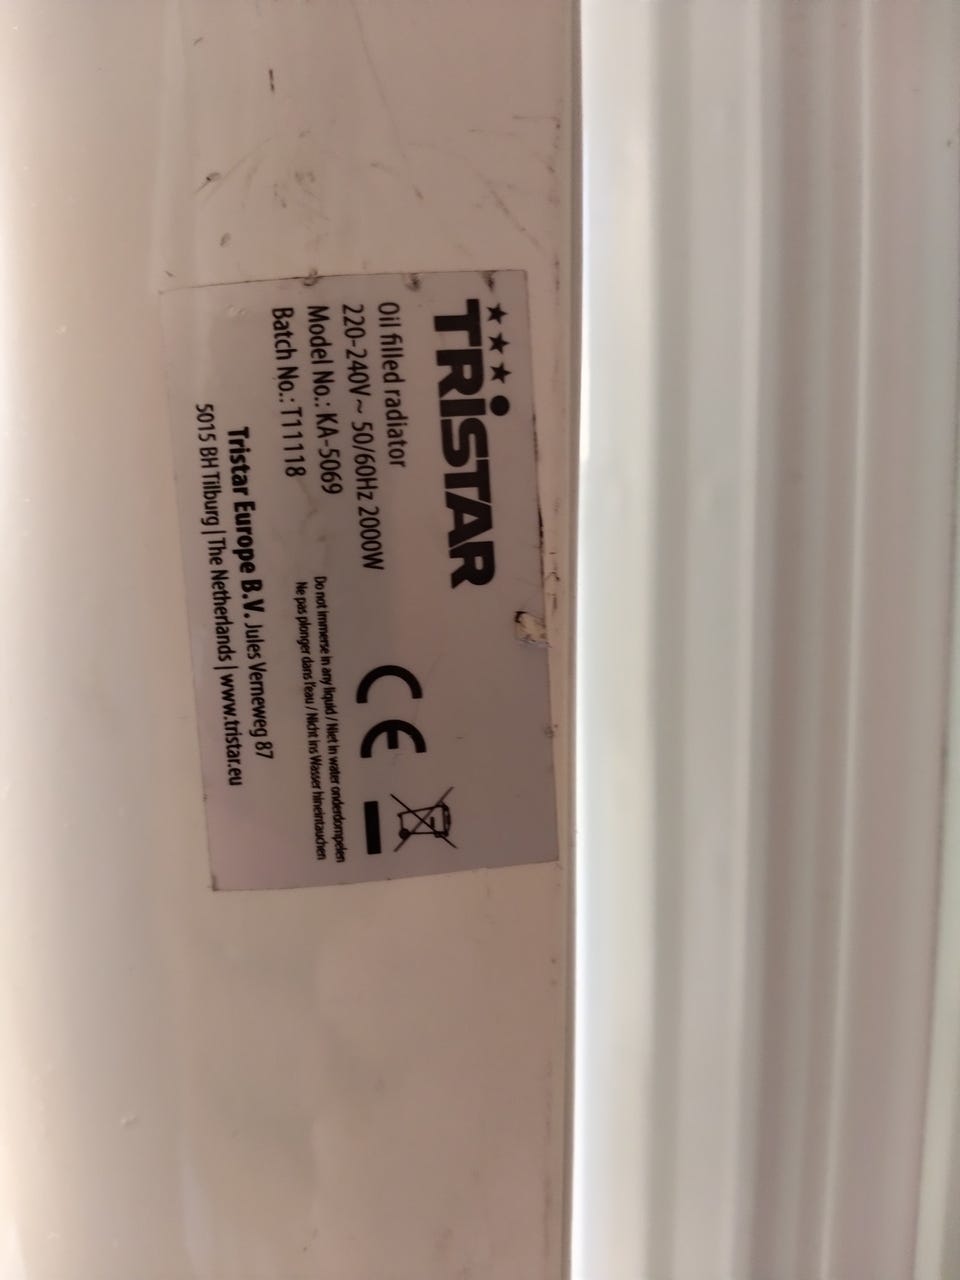 TRISTAR
Oil filled radiator
220-240V~ 50/60Hz 2000W
Model No.: KA-5069
Batch No.: T11118
CE
Do not immerse in any liquid / Niet in water onderdompelen
Ne pas plonger dans l'eau / Nicht ins Wasser hineintauchen
Tristar Europe B.V. Jules Verneweg 87
5015 BH Tilburg | The Netherlands | www.tristar.eu